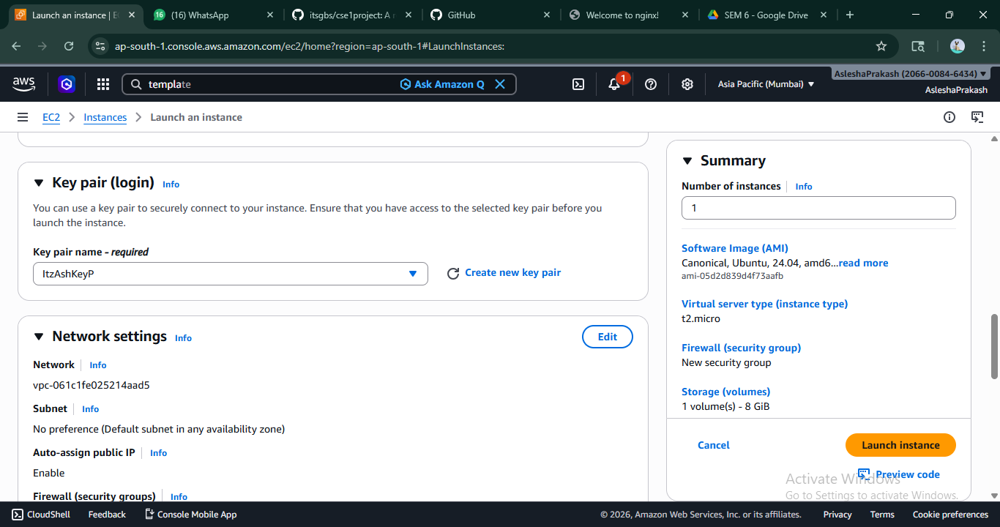 Launch an instance | E
(16) WhatsApp
itsgbs/cse1project: A
GitHub
Welcome to nginx!
SEM 6 - Google Drive
ap-south-1.console.aws.amazon.com/ec2/home?region=ap-south-1#LaunchInstances:
aws
template
Ask Amazon Q
1
Asia Pacific (Mumbai)
AsleshaPrakash (2066-0084-6434)
AsleshaPrakash
EC2
Instances
Launch an instance
Key pair (login) Info
You can use a key pair to securely connect to your instance. Ensure that you have access to the selected key pair before you
launch the instance.
Key pair name - required
ItzAshKeyP
Create new key pair
Network settings Info
Edit
Network Info
vpc-061c1fe025214aad5
Subnet Info
No preference (Default subnet in any availability zone)
Auto-assign public IP Info
Enable
Firewall (security groups) Info
Summary
Number of instances Info
1
Software Image (AMI)
Canonical, Ubuntu, 24.04, amd6...read more
ami-05d2d839d4f73aafb
Virtual server type (instance type)
t2.micro
Firewall (security group)
New security group
Storage (volumes)
1 volume(s) - 8 GiB
Cancel
Launch instance
Preview code
Activate Windows
Go to Settings to activate Windows.
CloudShell
Feedback
Console Mobile App
© 2026, Amazon Web Services, Inc. or its affiliates.
Privacy
Terms
Cookie preferences